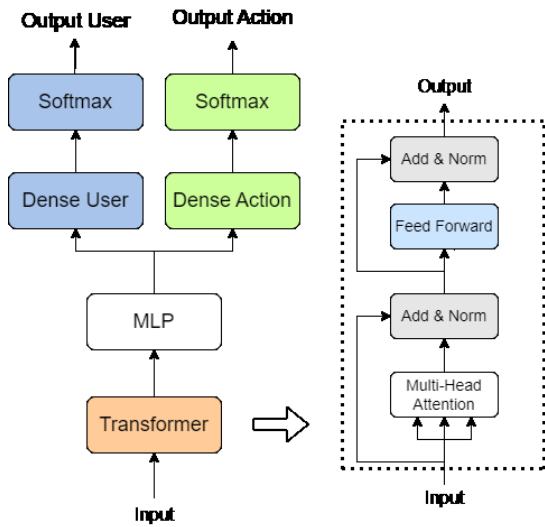 Output User
Output Action
Softmax
Softmax
Dense User
Dense Action
MLP
Transformer
Input
Output
Add & Norm
Feed Forward
Add & Norm
Multi-Head
Attention
Input